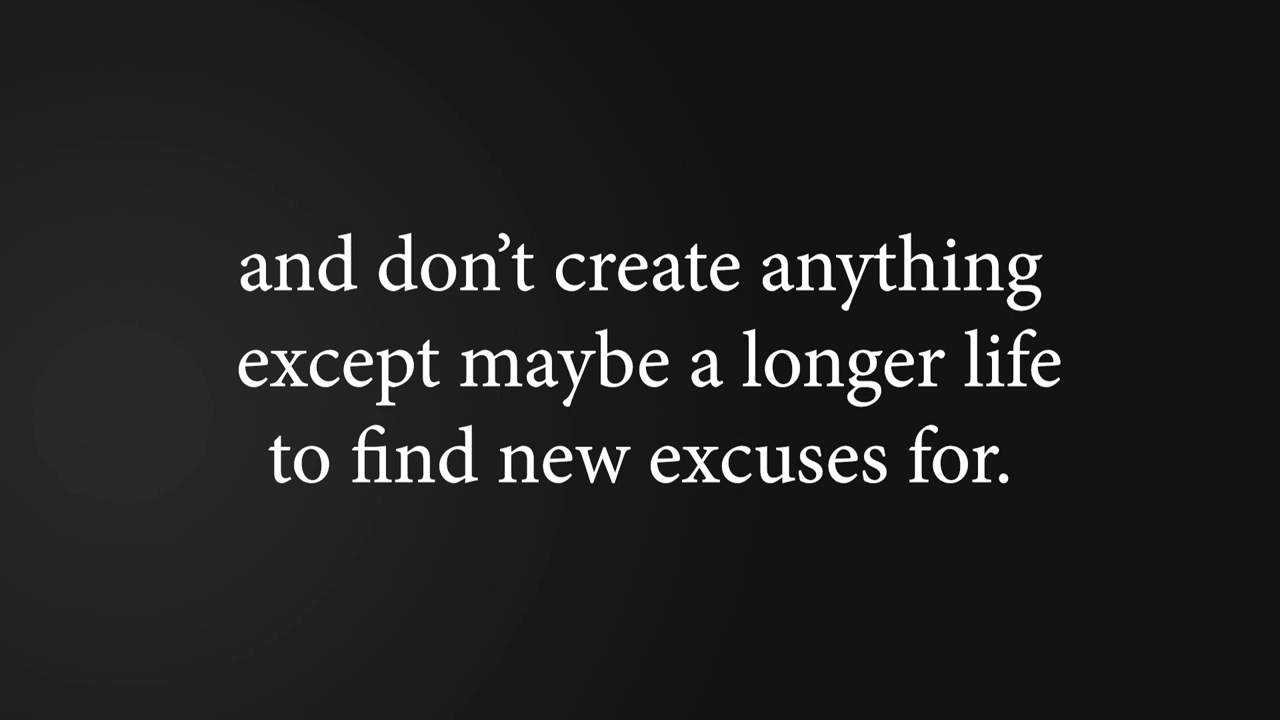 and don’t create anything
except maybe a longer life
to find new excuses for.